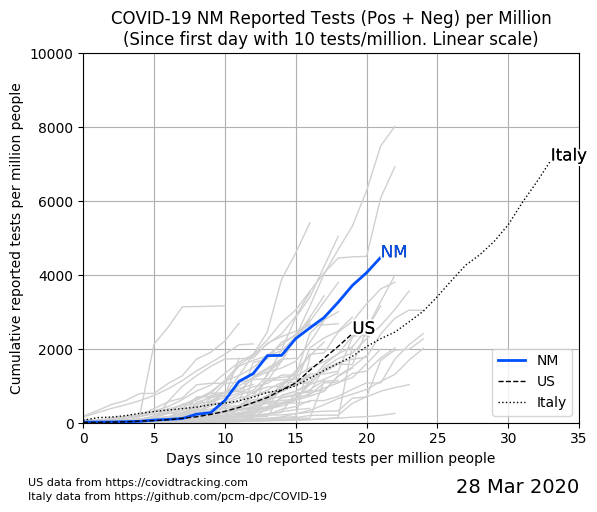 COVID-19 NM Reported Tests (Pos + Neg) per Million
(Since first day with 10 tests/million. Linear scale)
Cumulative reported tests per million people
10000
8000
6000
4000
2000
0
Italy
NM
US
NM
US
Italy
0 5 10 15 20 25 30 35
Days since 10 reported tests per million people
US data from https://covidtracking.com
Italy data from https://github.com/pcm-dpc/COVID-19
28 Mar 2020